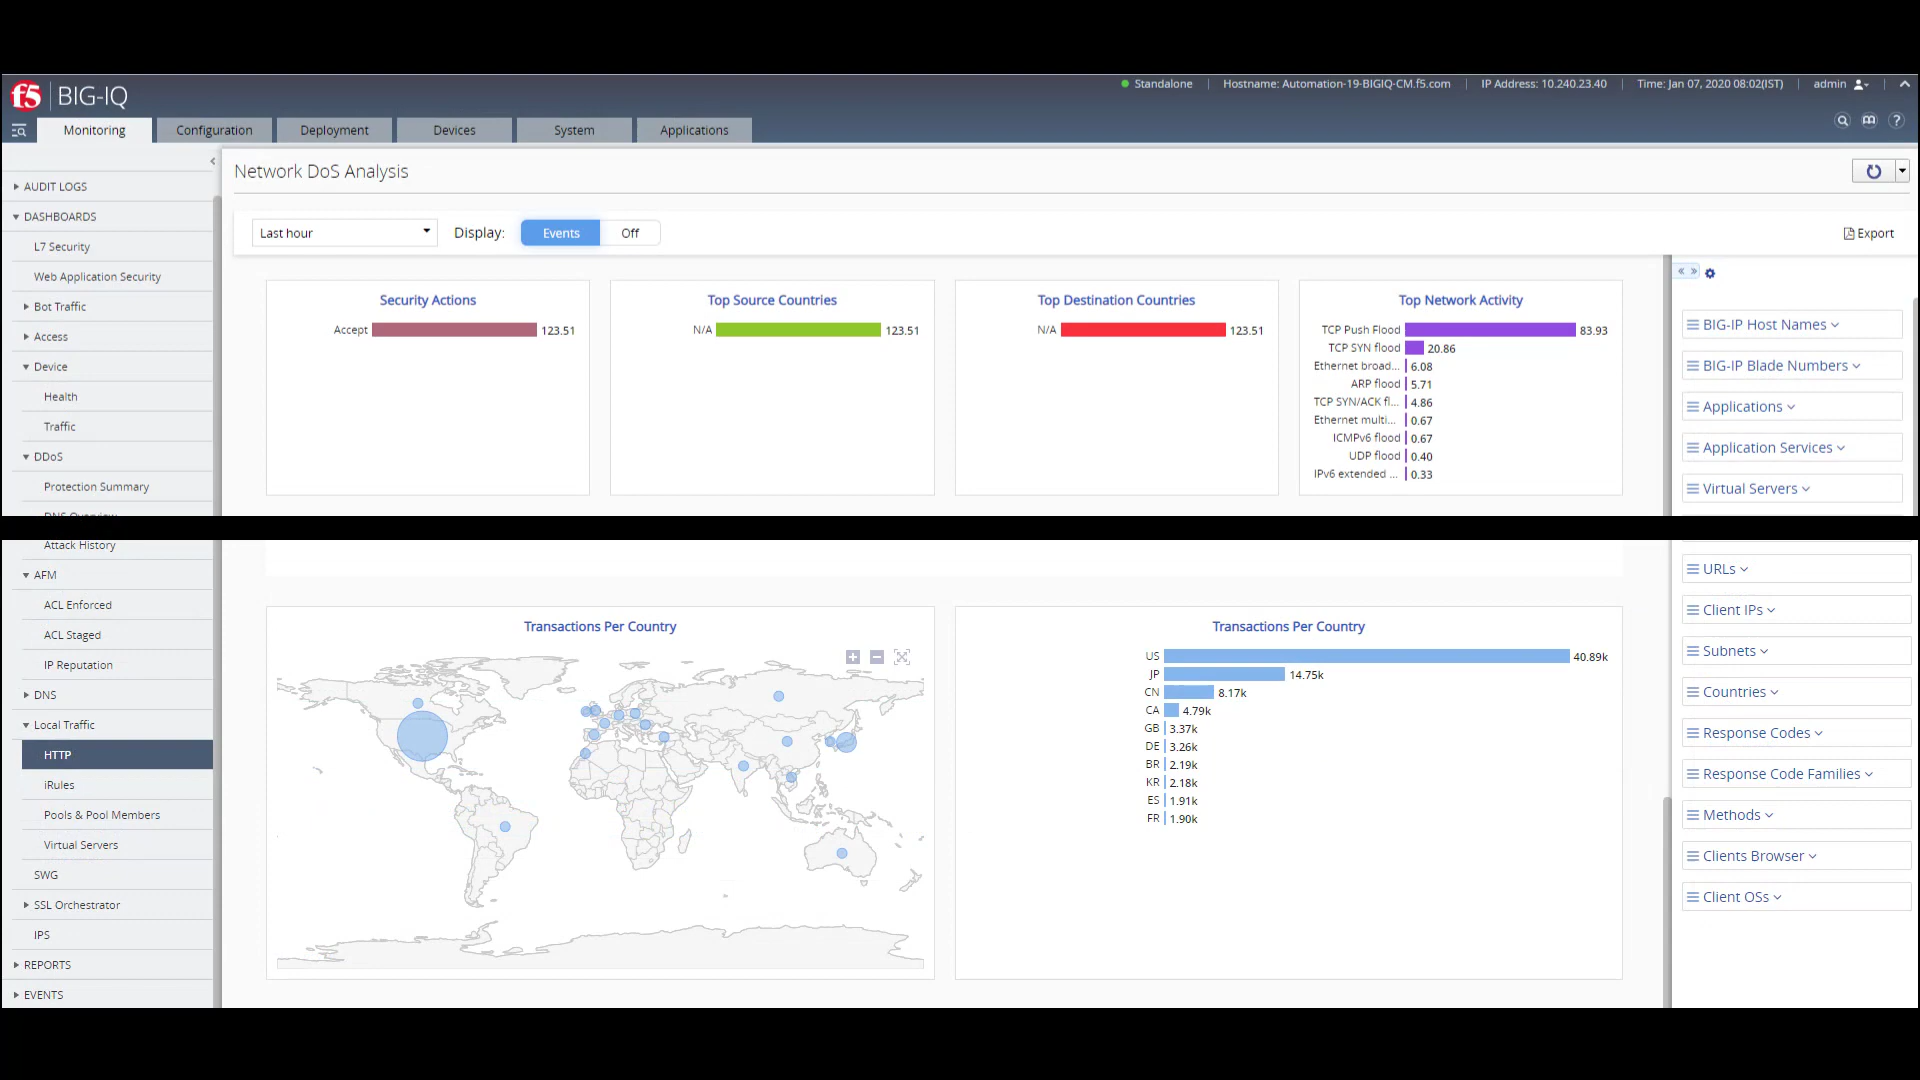 f5 BIG-IQ
Standalone
Hostname: Automation-19-BIGIQ-CM.f5.com
IP Address: 10.240.23.40
Time: Jan 07, 2020 08:02(IST)
admin
Monitoring
Configuration
Deployment
Devices
System
Applications
AUDIT LOGS
DASHBOARDS
L7 Security
Web Application Security
Bot Traffic
Access
Device
Health
Traffic
DDoS
Protection Summary
DNS Overview
Network DoS Analysis
Last hour
Display:
Events
Off
Export
Security Actions
Accept 123.51
Top Source Countries
N/A 123.51
Top Destination Countries
N/A 123.51
Top Network Activity
TCP Push Flood 83.93
TCP SYN flood 20.86
Ethernet broad... 6.08
ARP flood 5.71
TCP SYN/ACK fl... 4.86
Ethernet multi... 0.67
ICMPv6 flood 0.67
UDP flood 0.40
IPv6 extended ... 0.33
BIG-IP Host Names
BIG-IP Blade Numbers
Applications
Application Services
Virtual Servers
Attack History
AFM
ACL Enforced
ACL Staged
IP Reputation
DNS
Local Traffic
HTTP
iRules
Pools & Pool Members
Virtual Servers
SWG
SSL Orchestrator
IPS
REPORTS
EVENTS
Transactions Per Country
Transactions Per Country
US 40.89k
JP 14.75k
CN 8.17k
CA 4.79k
GB 3.37k
DE 3.26k
BR 2.19k
KR 2.18k
ES 1.91k
FR 1.90k
URLs
Client IPs
Subnets
Countries
Response Codes
Response Code Families
Methods
Clients Browser
Client OSs